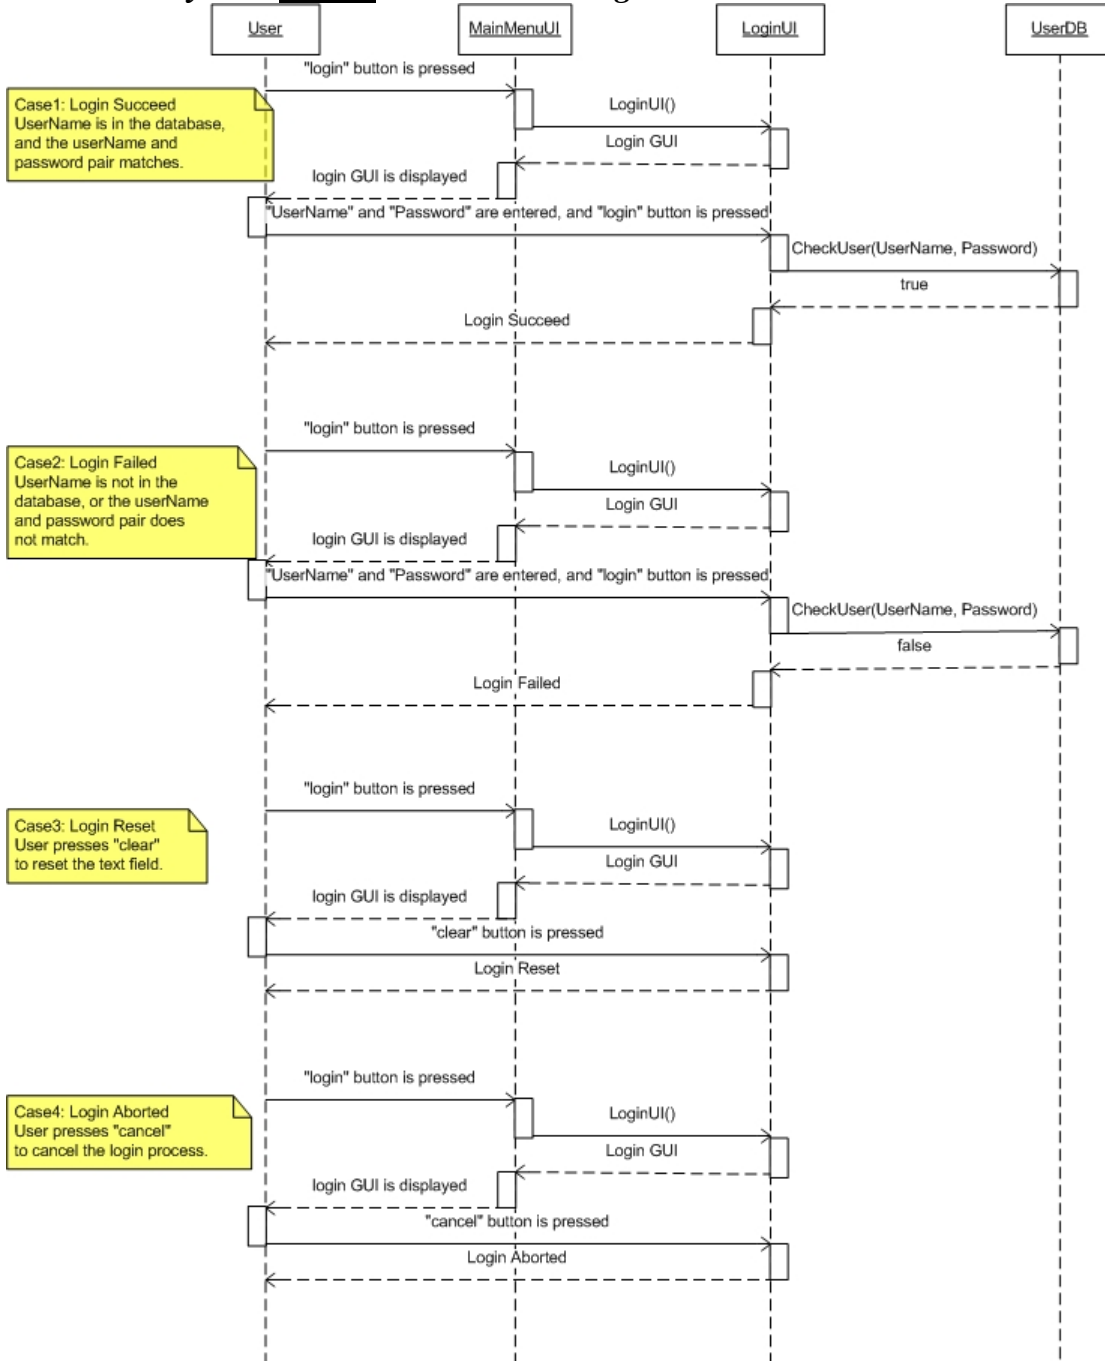 User
MainMenuUI
LoginUI
UserDB
"login" button is pressed
Case1: Login Succeed
UserName is in the database,
and the userName and
password pair matches.
LoginUI()
Login GUI
login GUI is displayed
"UserName" and "Password" are entered, and "login" button is pressed
CheckUser(UserName, Password)
true
Login Succeed
"login" button is pressed
Case2: Login Failed
UserName is not in the
database, or the userName
and password pair does
not match.
LoginUI()
Login GUI
login GUI is displayed
"UserName" and "Password" are entered, and "login" button is pressed
CheckUser(UserName, Password)
false
Login Failed
"login" button is pressed
Case3: Login Reset
User presses "clear"
to reset the text field.
LoginUI()
Login GUI
login GUI is displayed
"clear" button is pressed
Login Reset
"login" button is pressed
Case4: Login Aborted
User presses "cancel"
to cancel the login process.
LoginUI()
Login GUI
login GUI is displayed
"cancel" button is pressed
Login Aborted